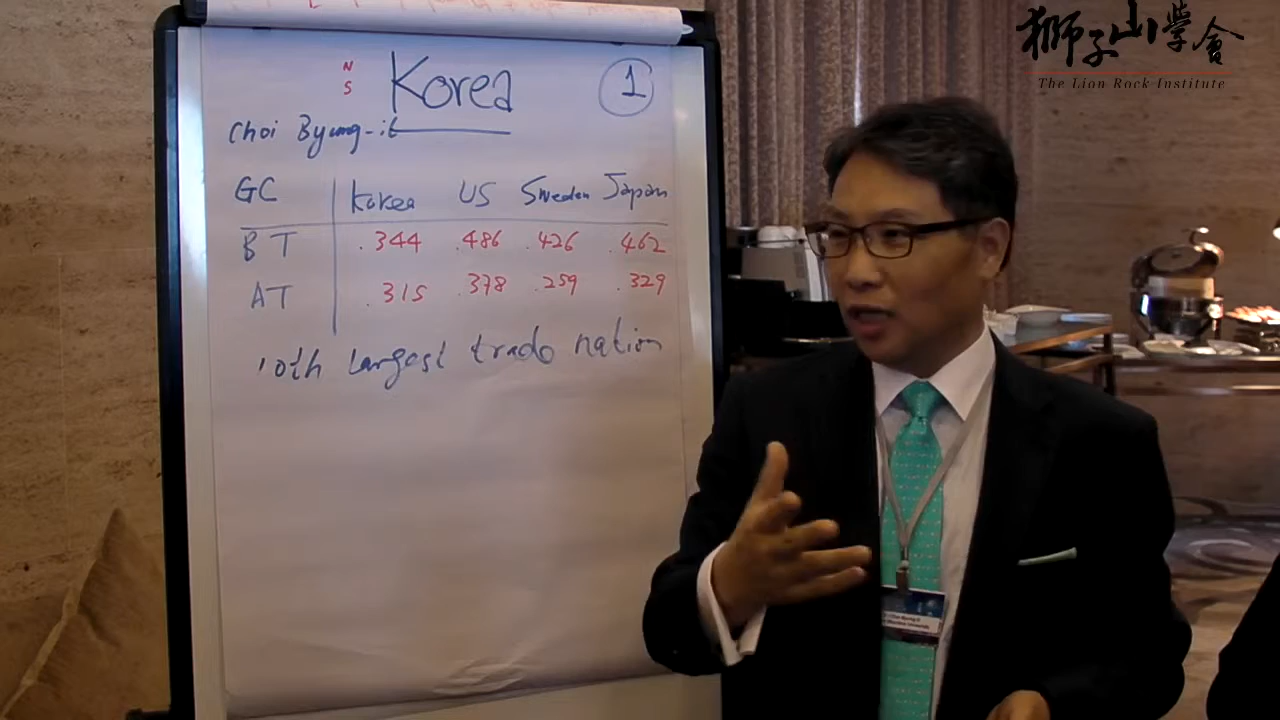 獅子山學會
The Lion Rock Institute
N
S
Korea
1
Choi Byung-il
GC Korea US Sweden Japan
BT .344 .486 .426 .462
AT .315 .378 .259 .329
10th largest trade nation